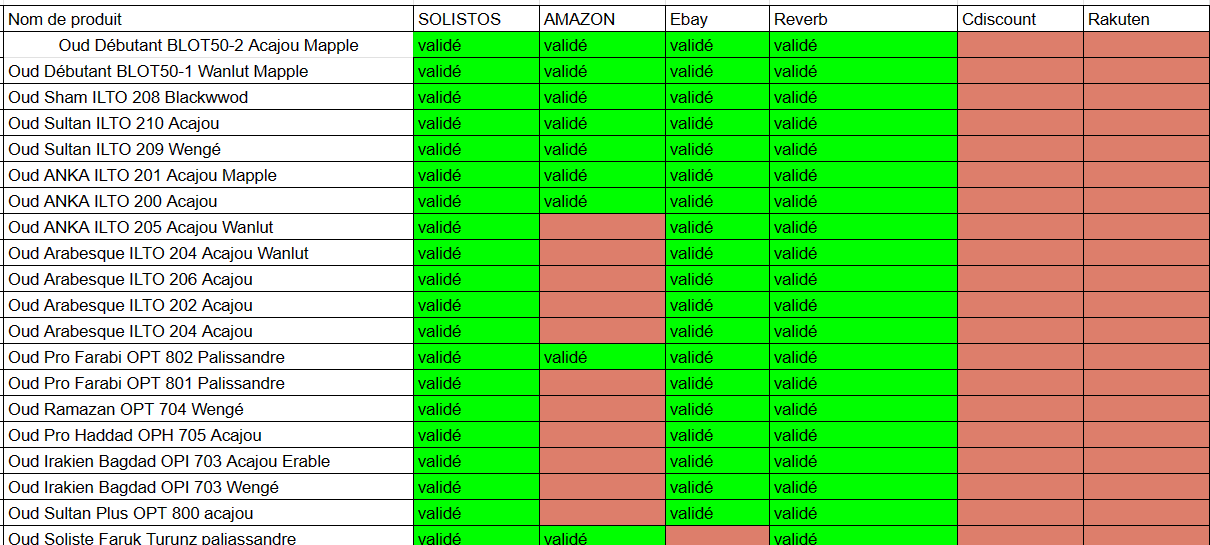 Nom de produit SOLISTOS AMAZON Ebay Reverb Cdiscount Rakuten
Oud Débutant BLOT50-2 Acajou Mapple validé validé validé validé
Oud Débutant BLOT50-1 Wanlut Mapple validé validé validé validé
Oud Sham ILTO 208 Blackwwod validé validé validé validé
Oud Sultan ILTO 210 Acajou validé validé validé validé
Oud Sultan ILTO 209 Wengé validé validé validé validé
Oud ANKA ILTO 201 Acajou Mapple validé validé validé validé
Oud ANKA ILTO 200 Acajou validé validé validé validé
Oud ANKA ILTO 205 Acajou Wanlut validé validé validé
Oud Arabesque ILTO 204 Acajou Wanlut validé validé validé
Oud Arabesque ILTO 206 Acajou validé validé validé
Oud Arabesque ILTO 202 Acajou validé validé validé
Oud Arabesque ILTO 204 Acajou validé validé validé
Oud Pro Farabi OPT 802 Palissandre validé validé validé validé
Oud Pro Farabi OPT 801 Palissandre validé validé validé
Oud Ramazan OPT 704 Wengé validé validé validé
Oud Pro Haddad OPH 705 Acajou validé validé validé
Oud Irakien Bagdad OPI 703 Acajou Erable validé validé validé
Oud Irakien Bagdad OPI 703 Wengé validé validé validé
Oud Sultan Plus OPT 800 acajou validé validé validé
Oud Soliste Faruk Turunz paliassandre validé validé validé